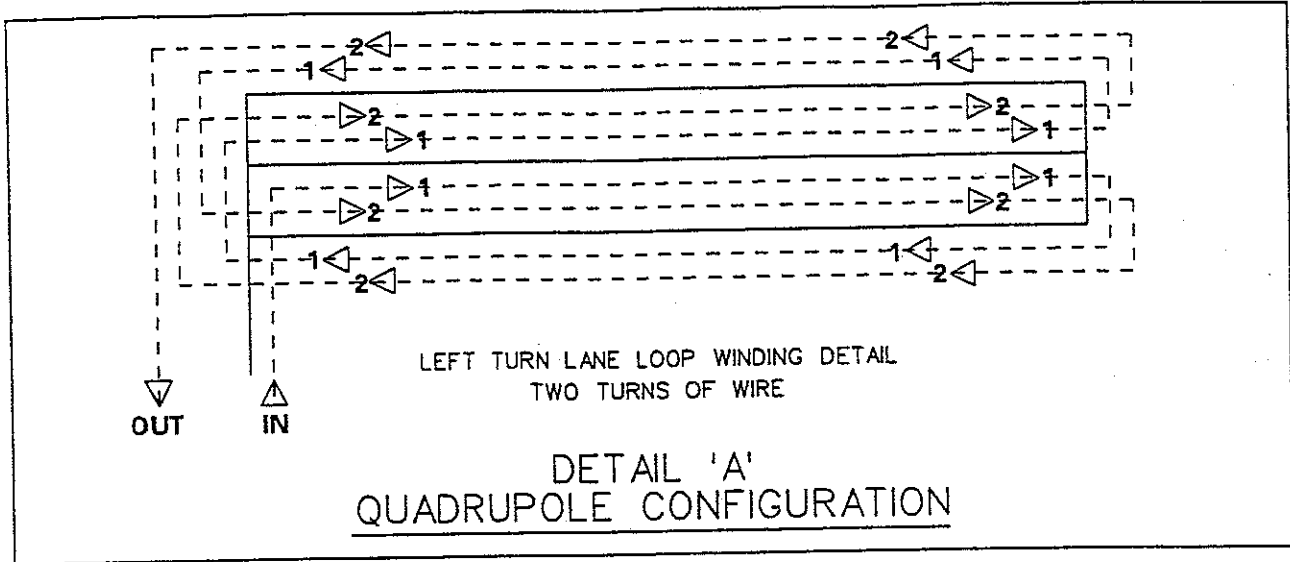 2 2
1 1
2 2
1 1
1 1
2 2
1 1
2 2
LEFT TURN LANE LOOP WINDING DETAIL
TWO TURNS OF WIRE
OUT IN
DETAIL 'A'
QUADRUPOLE CONFIGURATION